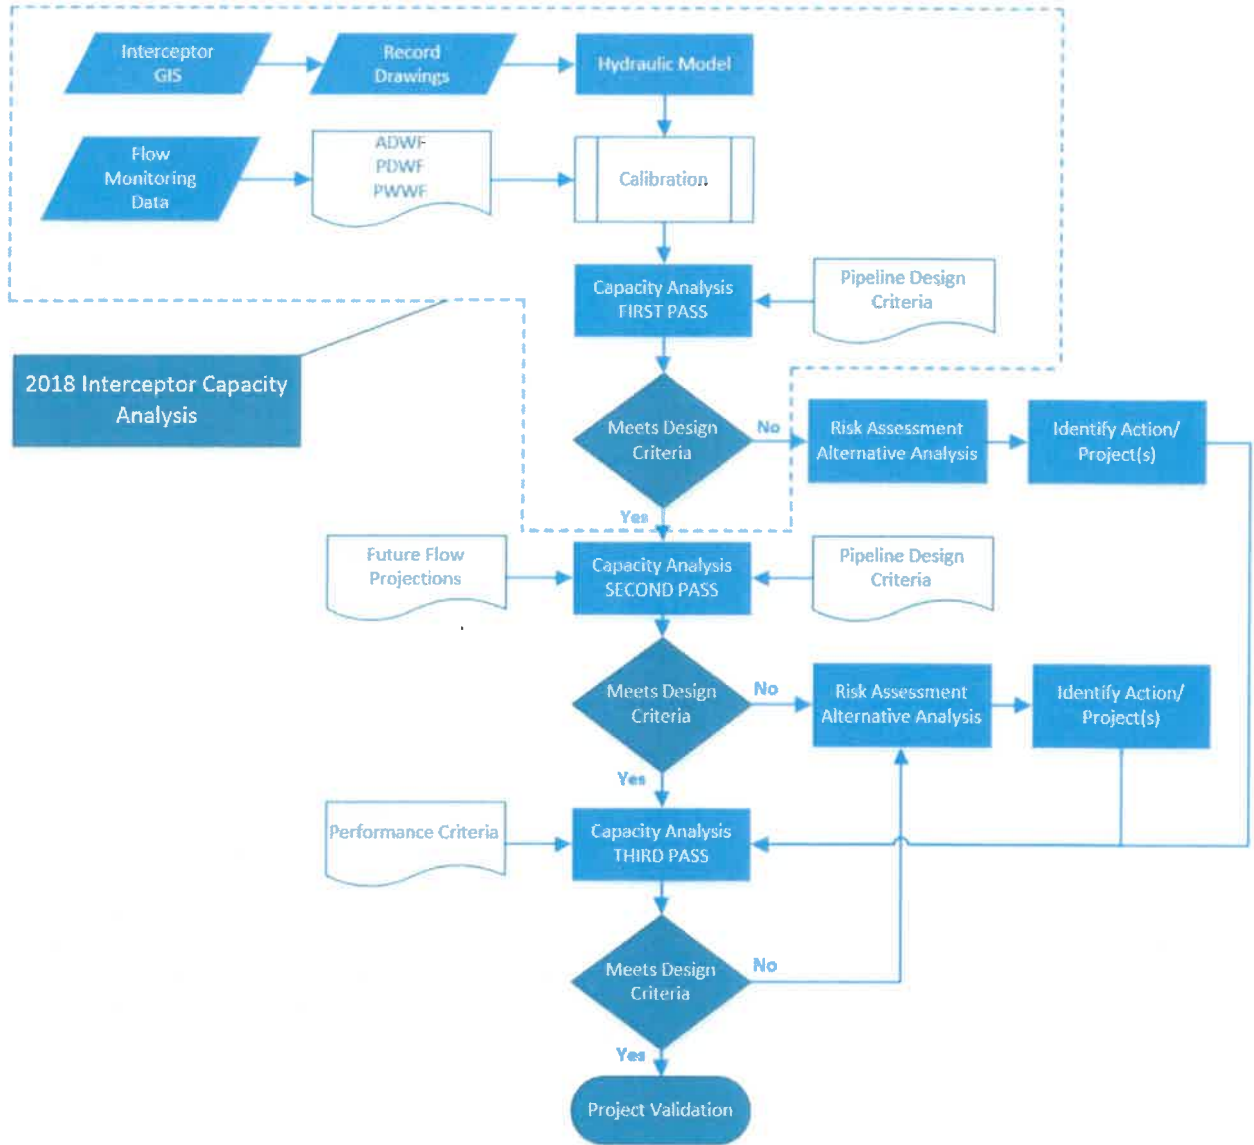 Interceptor
GIS
Record
Drawings
Hydraulic Model
Flow
Monitoring
Data
ADWF
PDWF
PWWF
Calibration
Capacity Analysis
FIRST PASS
Pipeline Design
Criteria
2018 Interceptor Capacity
Analysis
Meets Design
Criteria
No
Risk Assessment
Alternative Analysis
Identify Action/
Project(s)
Yes
Future Flow
Projections
Capacity Analysis
SECOND PASS
Pipeline Design
Criteria
Meets Design
Criteria
No
Risk Assessment
Alternative Analysis
Identify Action/
Project(s)
Yes
Performance Criteria
Capacity Analysis
THIRD PASS
Meets Design
Criteria
No
Yes
Project Validation